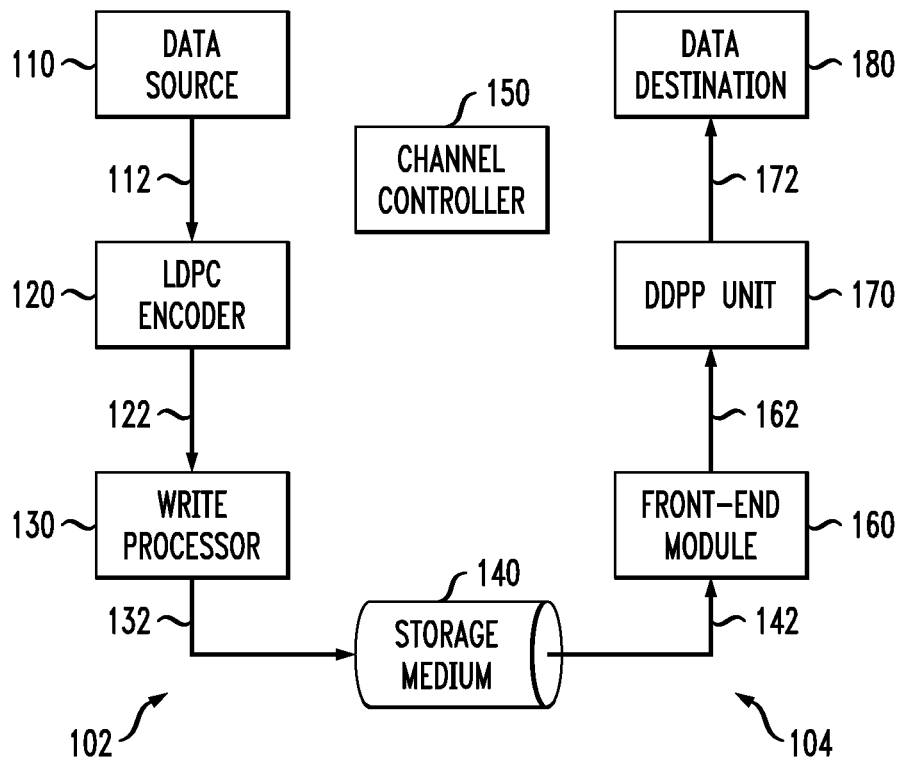 110
DATA
SOURCE
150
CHANNEL
CONTROLLER
DATA
DESTINATION
180
112
172
120
LDPC
ENCODER
DDPP UNIT
170
122
162
130
WRITE
PROCESSOR
FRONT-END
MODULE
160
132
140
STORAGE
MEDIUM
142
102
104